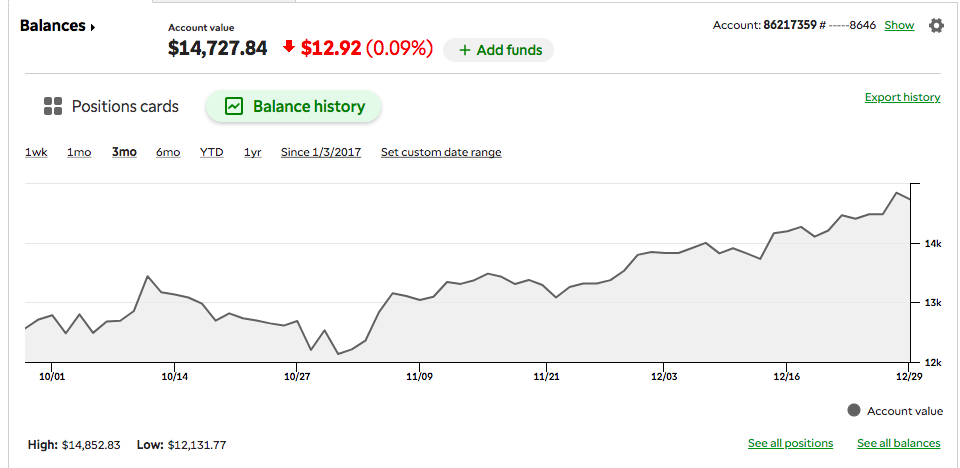 Balances
Account value
$14,727.84 $12.92 (0.09%) + Add funds
Account: 86217359 # -----8646 Show
Positions cards Balance history
Export history
1wk 1mo 3mo 6mo YTD 1yr Since 1/3/2017 Set custom date range
14k
13k
12k
10/01 10/14 10/27 11/09 11/21 12/03 12/16 12/29
Account value
High: $14,852.83 Low: $12,131.77
See all positions See all balances